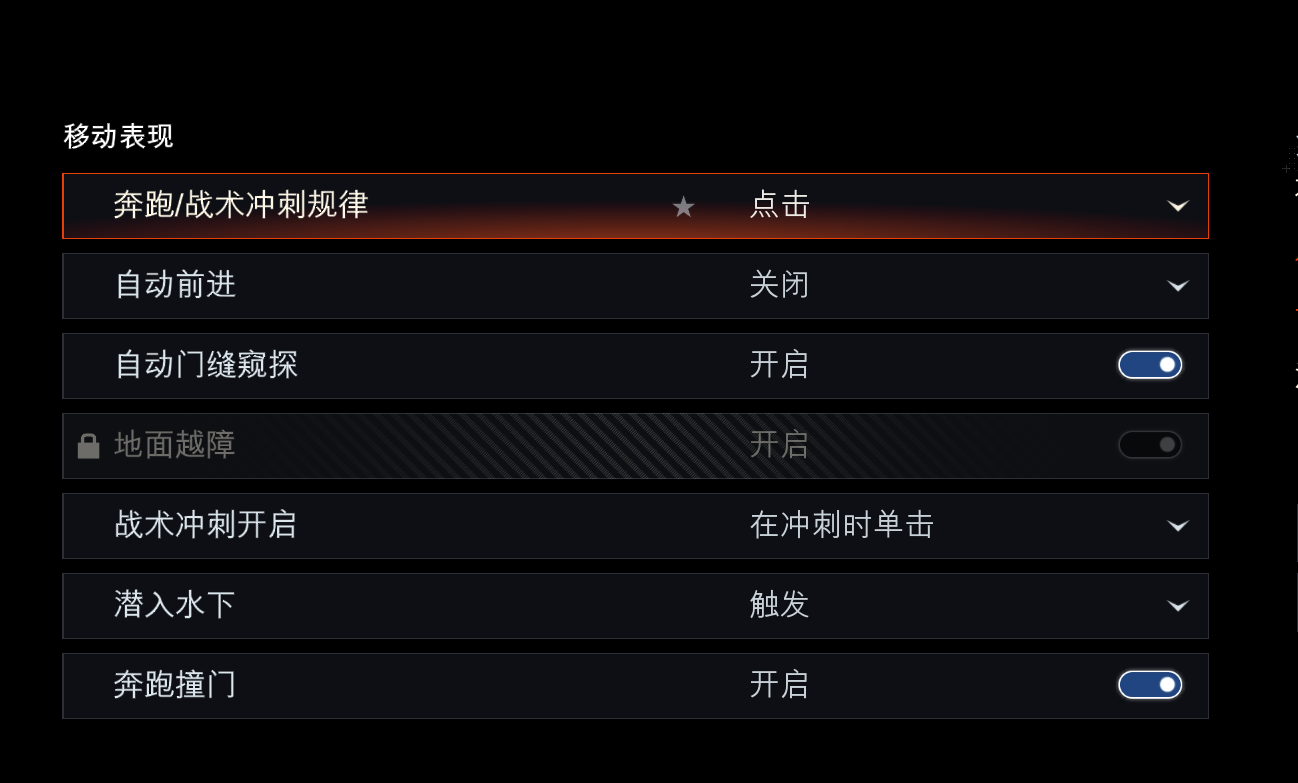 移动表现
奔跑/战术冲刺规律 点击
自动前进 关闭
自动门缝窥探 开启
地面越障 开启
战术冲刺开启 在冲刺时单击
潜入水下 触发
奔跑撞门 开启